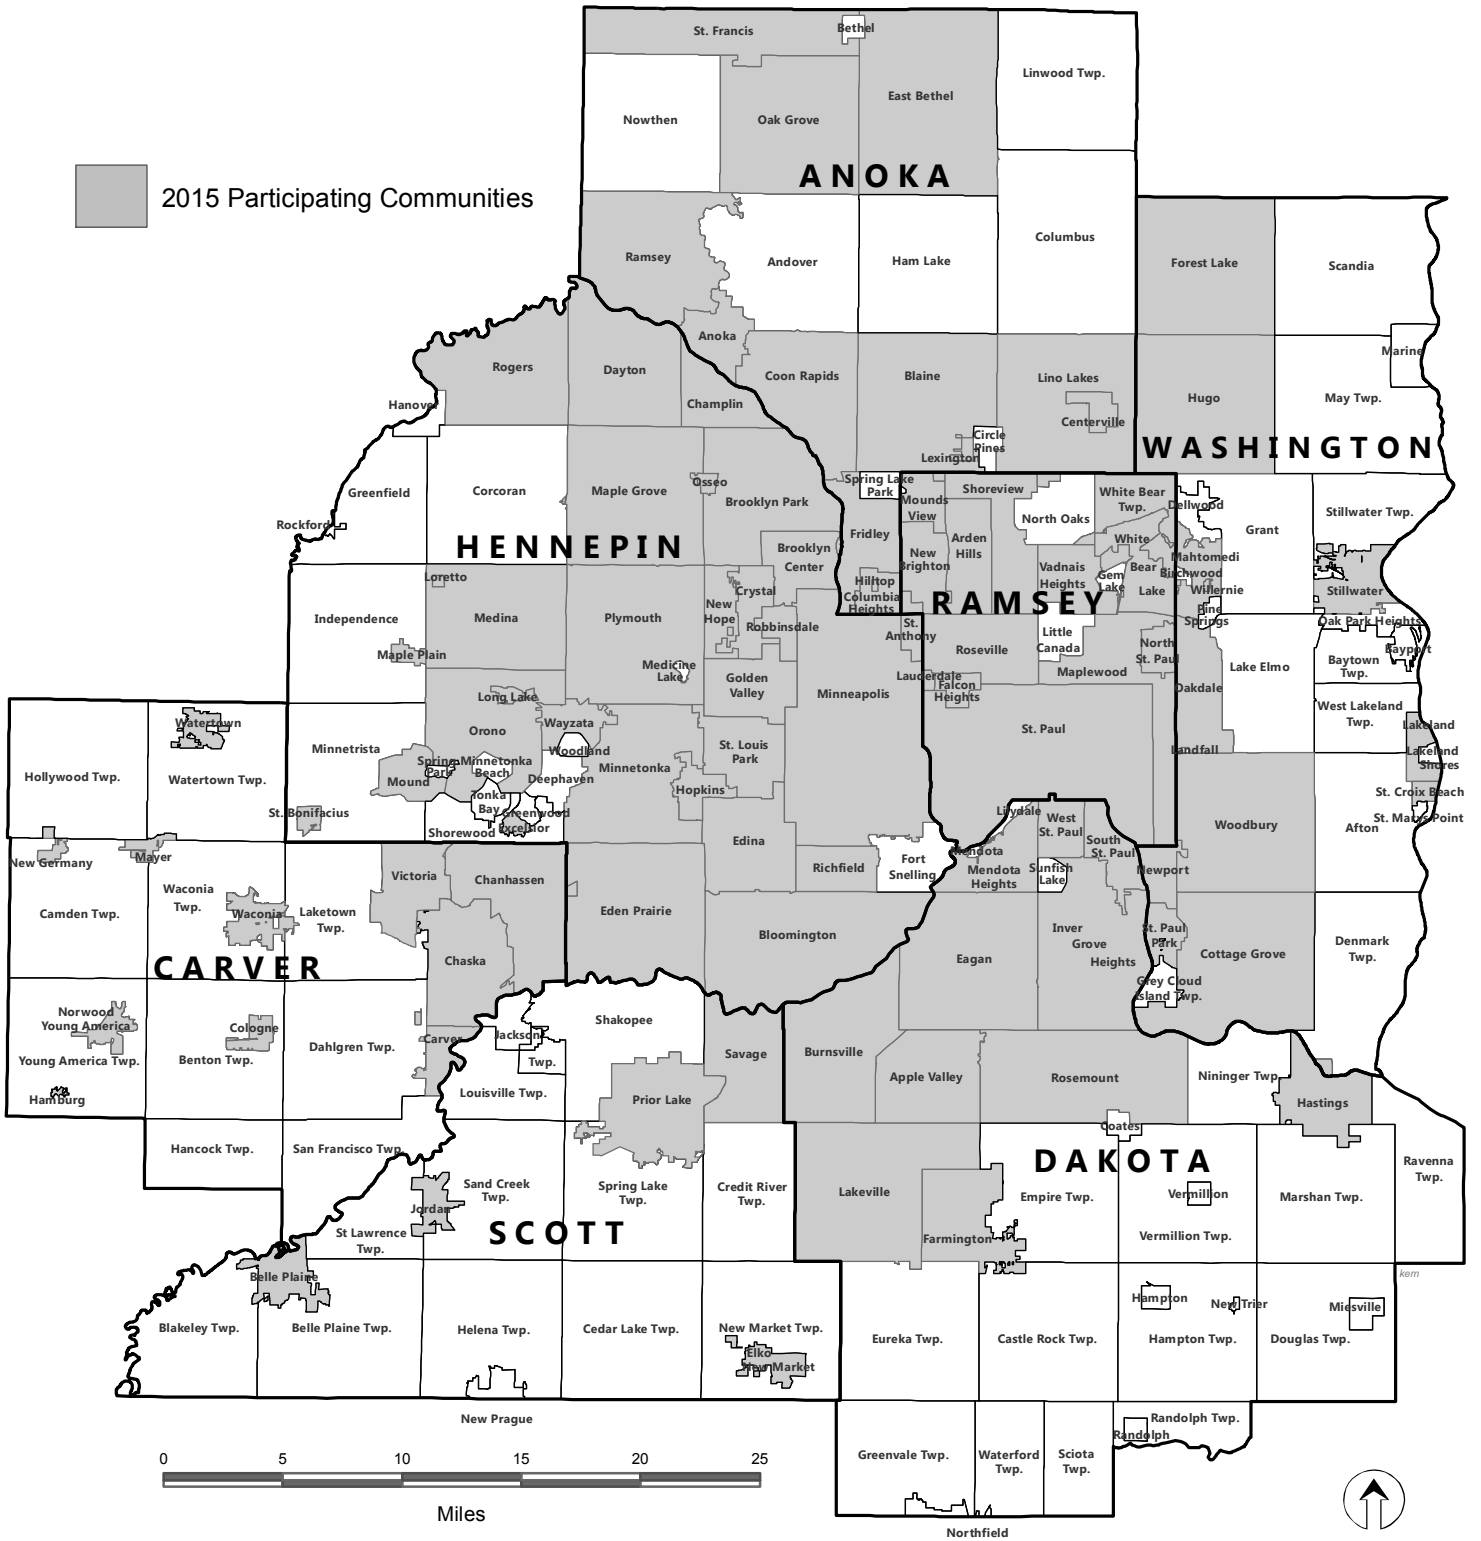 St. Francis
Bethel
Linwood Twp.
East Bethel
Nowthen
Oak Grove
ANOKA
2015 Participating Communities
Columbus
Ramsey
Andover
Ham Lake
Forest Lake
Scandia
Anoka
Marine
Rogers
Dayton
Coon Rapids
Blaine
Lino Lakes
Hugo
May Twp.
Hanover
Champlin
Centerville
Circle
Pines
Lexington
WASHINGTON
Greenfield
Corcoran
Maple Grove
Osseo
Brooklyn Park
Spring Lake
Park
Mounds
View
Shoreview
White Bear
Twp.
Dellwood
North Oaks
Stillwater Twp.
Rockford
HENNEPIN
Brooklyn
Center
Fridley
New
Brighton
Arden
Hills
White
Bear
Lake
Grant
Mahtomedi
Birchwood
Vadnais
Heights
Gem
Lake
Willernie
Stillwater
Loretto
Crystal
Hilltop
Columbia
Heights
RAMSEY
Pine
Springs
Oak Park Heights
Independence
Medina
Plymouth
New
Hope
Robbinsdale
St.
Anthony
Roseville
Little
Canada
North
St. Paul
Bayport
Maple Plain
Medicine
Lake
Golden
Valley
Minneapolis
Lauderdale
Falcon
Heights
Maplewood
Oakdale
Lake Elmo
Baytown
Twp.
Long Lake
Orono
Wayzata
Woodland
St. Louis
Park
St. Paul
Landfall
West Lakeland
Twp.
Lakeland
Lakeland
Shores
Watertown
Hollywood Twp.
Watertown Twp.
Minnetrista
Mound
Spring
Park
Minnetonka
Beach
Deephaven
Minnetonka
Hopkins
Tonka
Bay
Greenwood
Excelsior
Shorewood
St. Bonifacius
Edina
Lilydale
West
St. Paul
South
St. Paul
Woodbury
St. Croix Beach
St. Marys Point
Afton
New Germany
Mayer
Victoria
Chanhassen
Richfield
Fort
Snelling
Mendota
Mendota
Heights
Sunfish
Lake
Newport
Camden Twp.
Waconia
Twp.
Waconia
Laketown
Twp.
Eden Prairie
Bloomington
Eagan
Inver
Grove
Heights
St. Paul
Park
Cottage Grove
Denmark
Twp.
CARVER
Chaska
Grey Cloud
Island Twp.
Norwood
Young America
Young America Twp.
Cologne
Benton Twp.
Dahlgren Twp.
Carver
Jackson
Twp.
Shakopee
Savage
Burnsville
Apple Valley
Rosemount
Nininger Twp.
Hastings
Hamburg
Louisville Twp.
Prior Lake
Coates
Hancock Twp.
San Francisco Twp.
DAKOTA
Ravenna
Twp.
Sand Creek
Twp.
Spring Lake
Twp.
Credit River
Twp.
Lakeville
Empire Twp.
Vermillion
Marshan Twp.
Jordan
St Lawrence
Twp.
SCOTT
Farmington
Vermillion Twp.
Belle Plaine
kem
Blakeley Twp.
Belle Plaine Twp.
Helena Twp.
Cedar Lake Twp.
New Market Twp.
Elko
New Market
Eureka Twp.
Castle Rock Twp.
Hampton
New Trier
Miesville
Hampton Twp.
Douglas Twp.
New Prague
Randolph Twp.
Randolph
Greenvale Twp.
Waterford
Twp.
Sciota
Twp.
Northfield
0 5 10 15 20 25
Miles